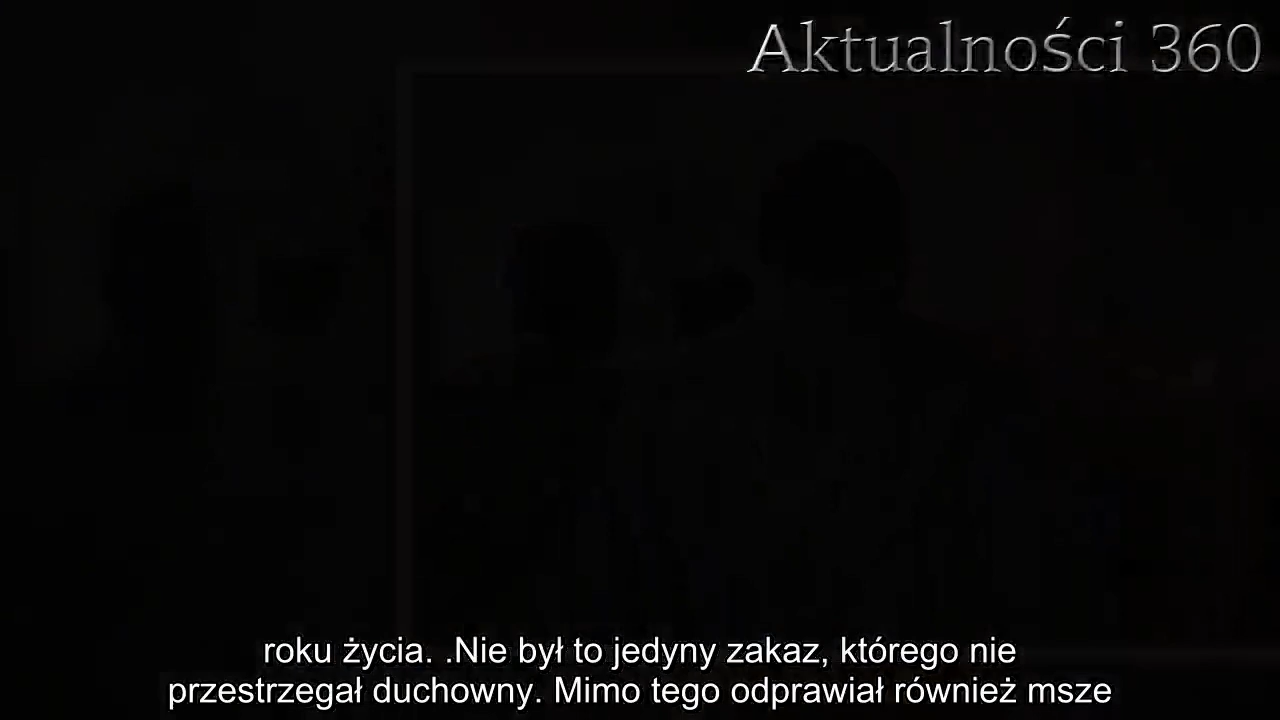 Aktualności 360
roku życia. .Nie był to jedyny zakaz, którego nie
przestrzegał duchowny. Mimo tego odprawiał również msze